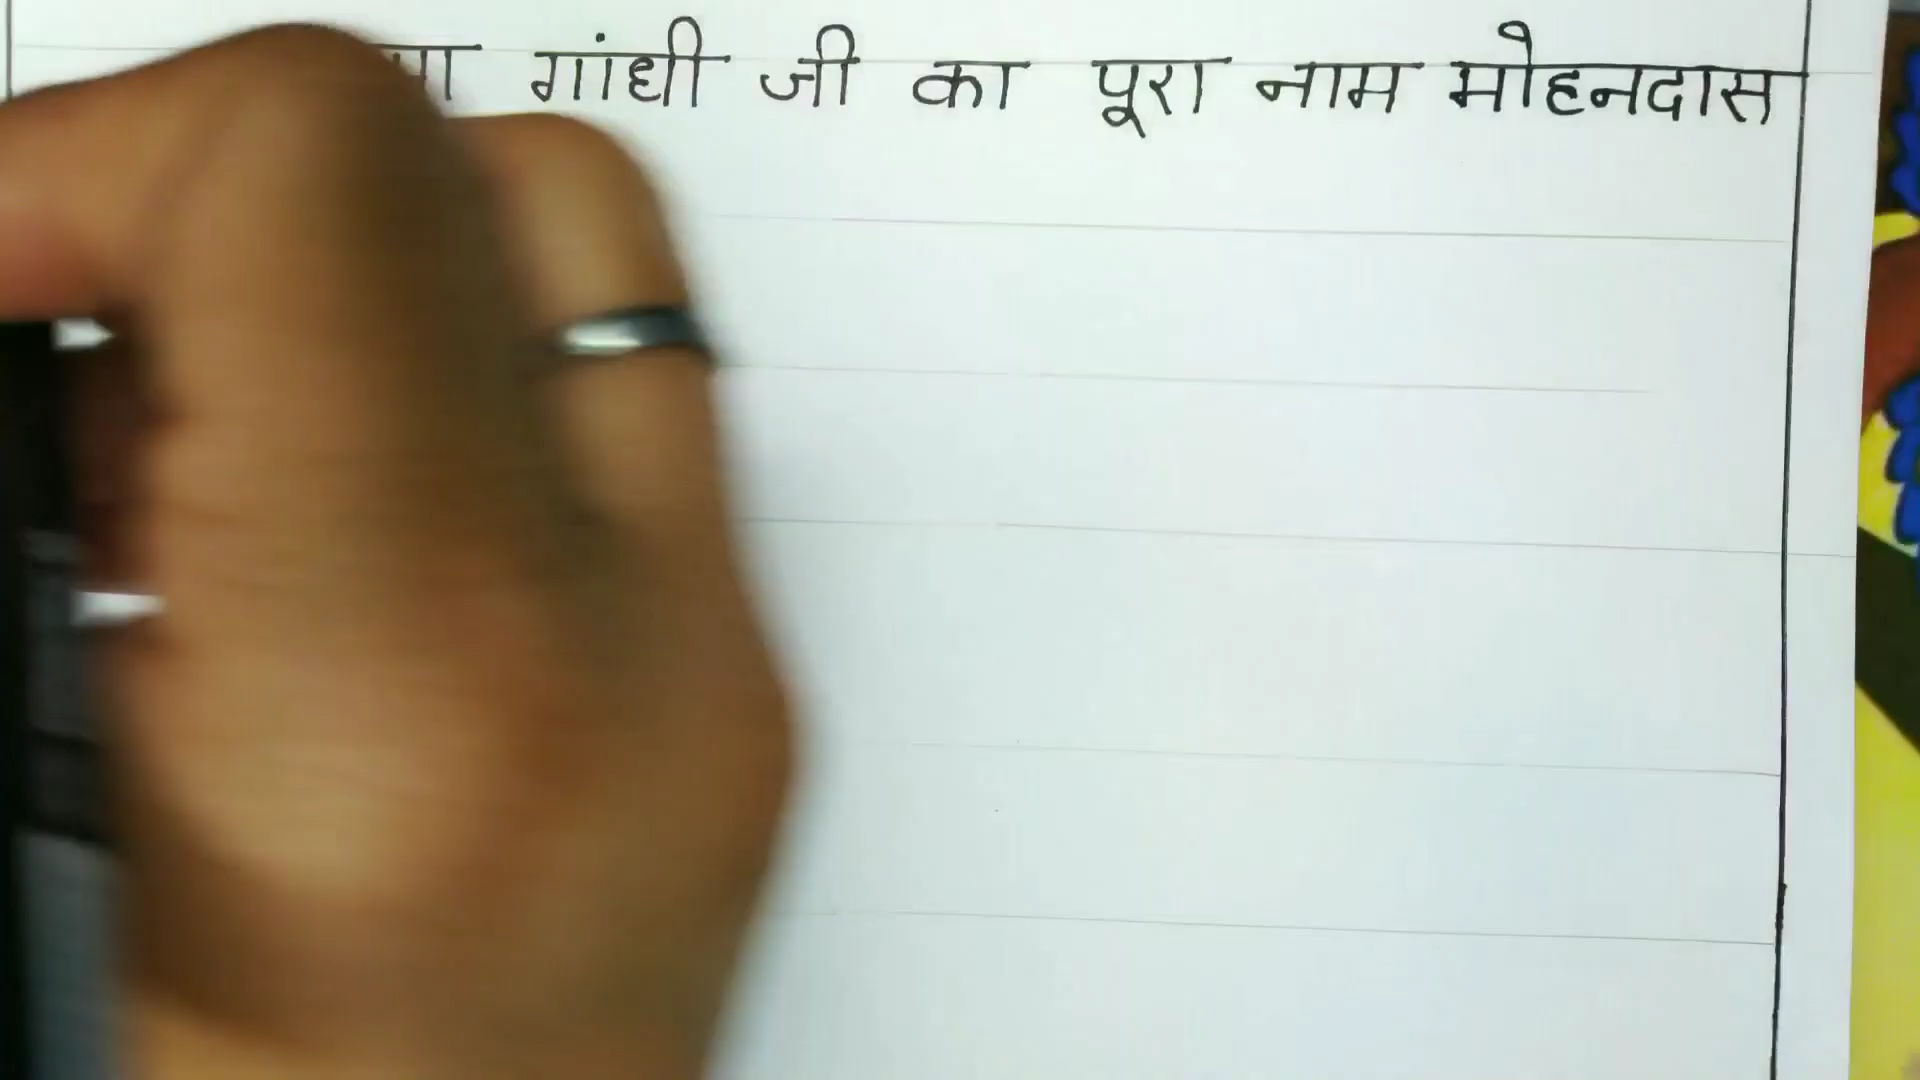 गांधी जी का पूरा नाम मोहनदास